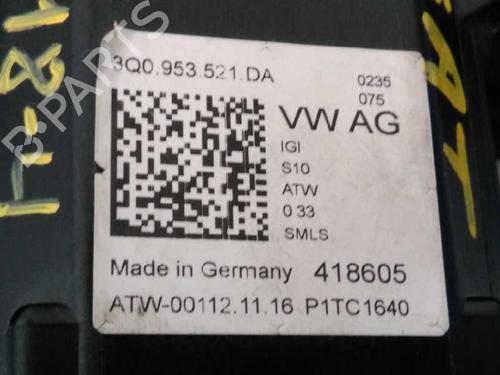 3Q0.953.521.DA
0235
075
VW AG
IGI
S10
ATW
0 33
SMLS
Made in Germany 418605
ATW-00112.11.16 P1TC1640
B-PARTS